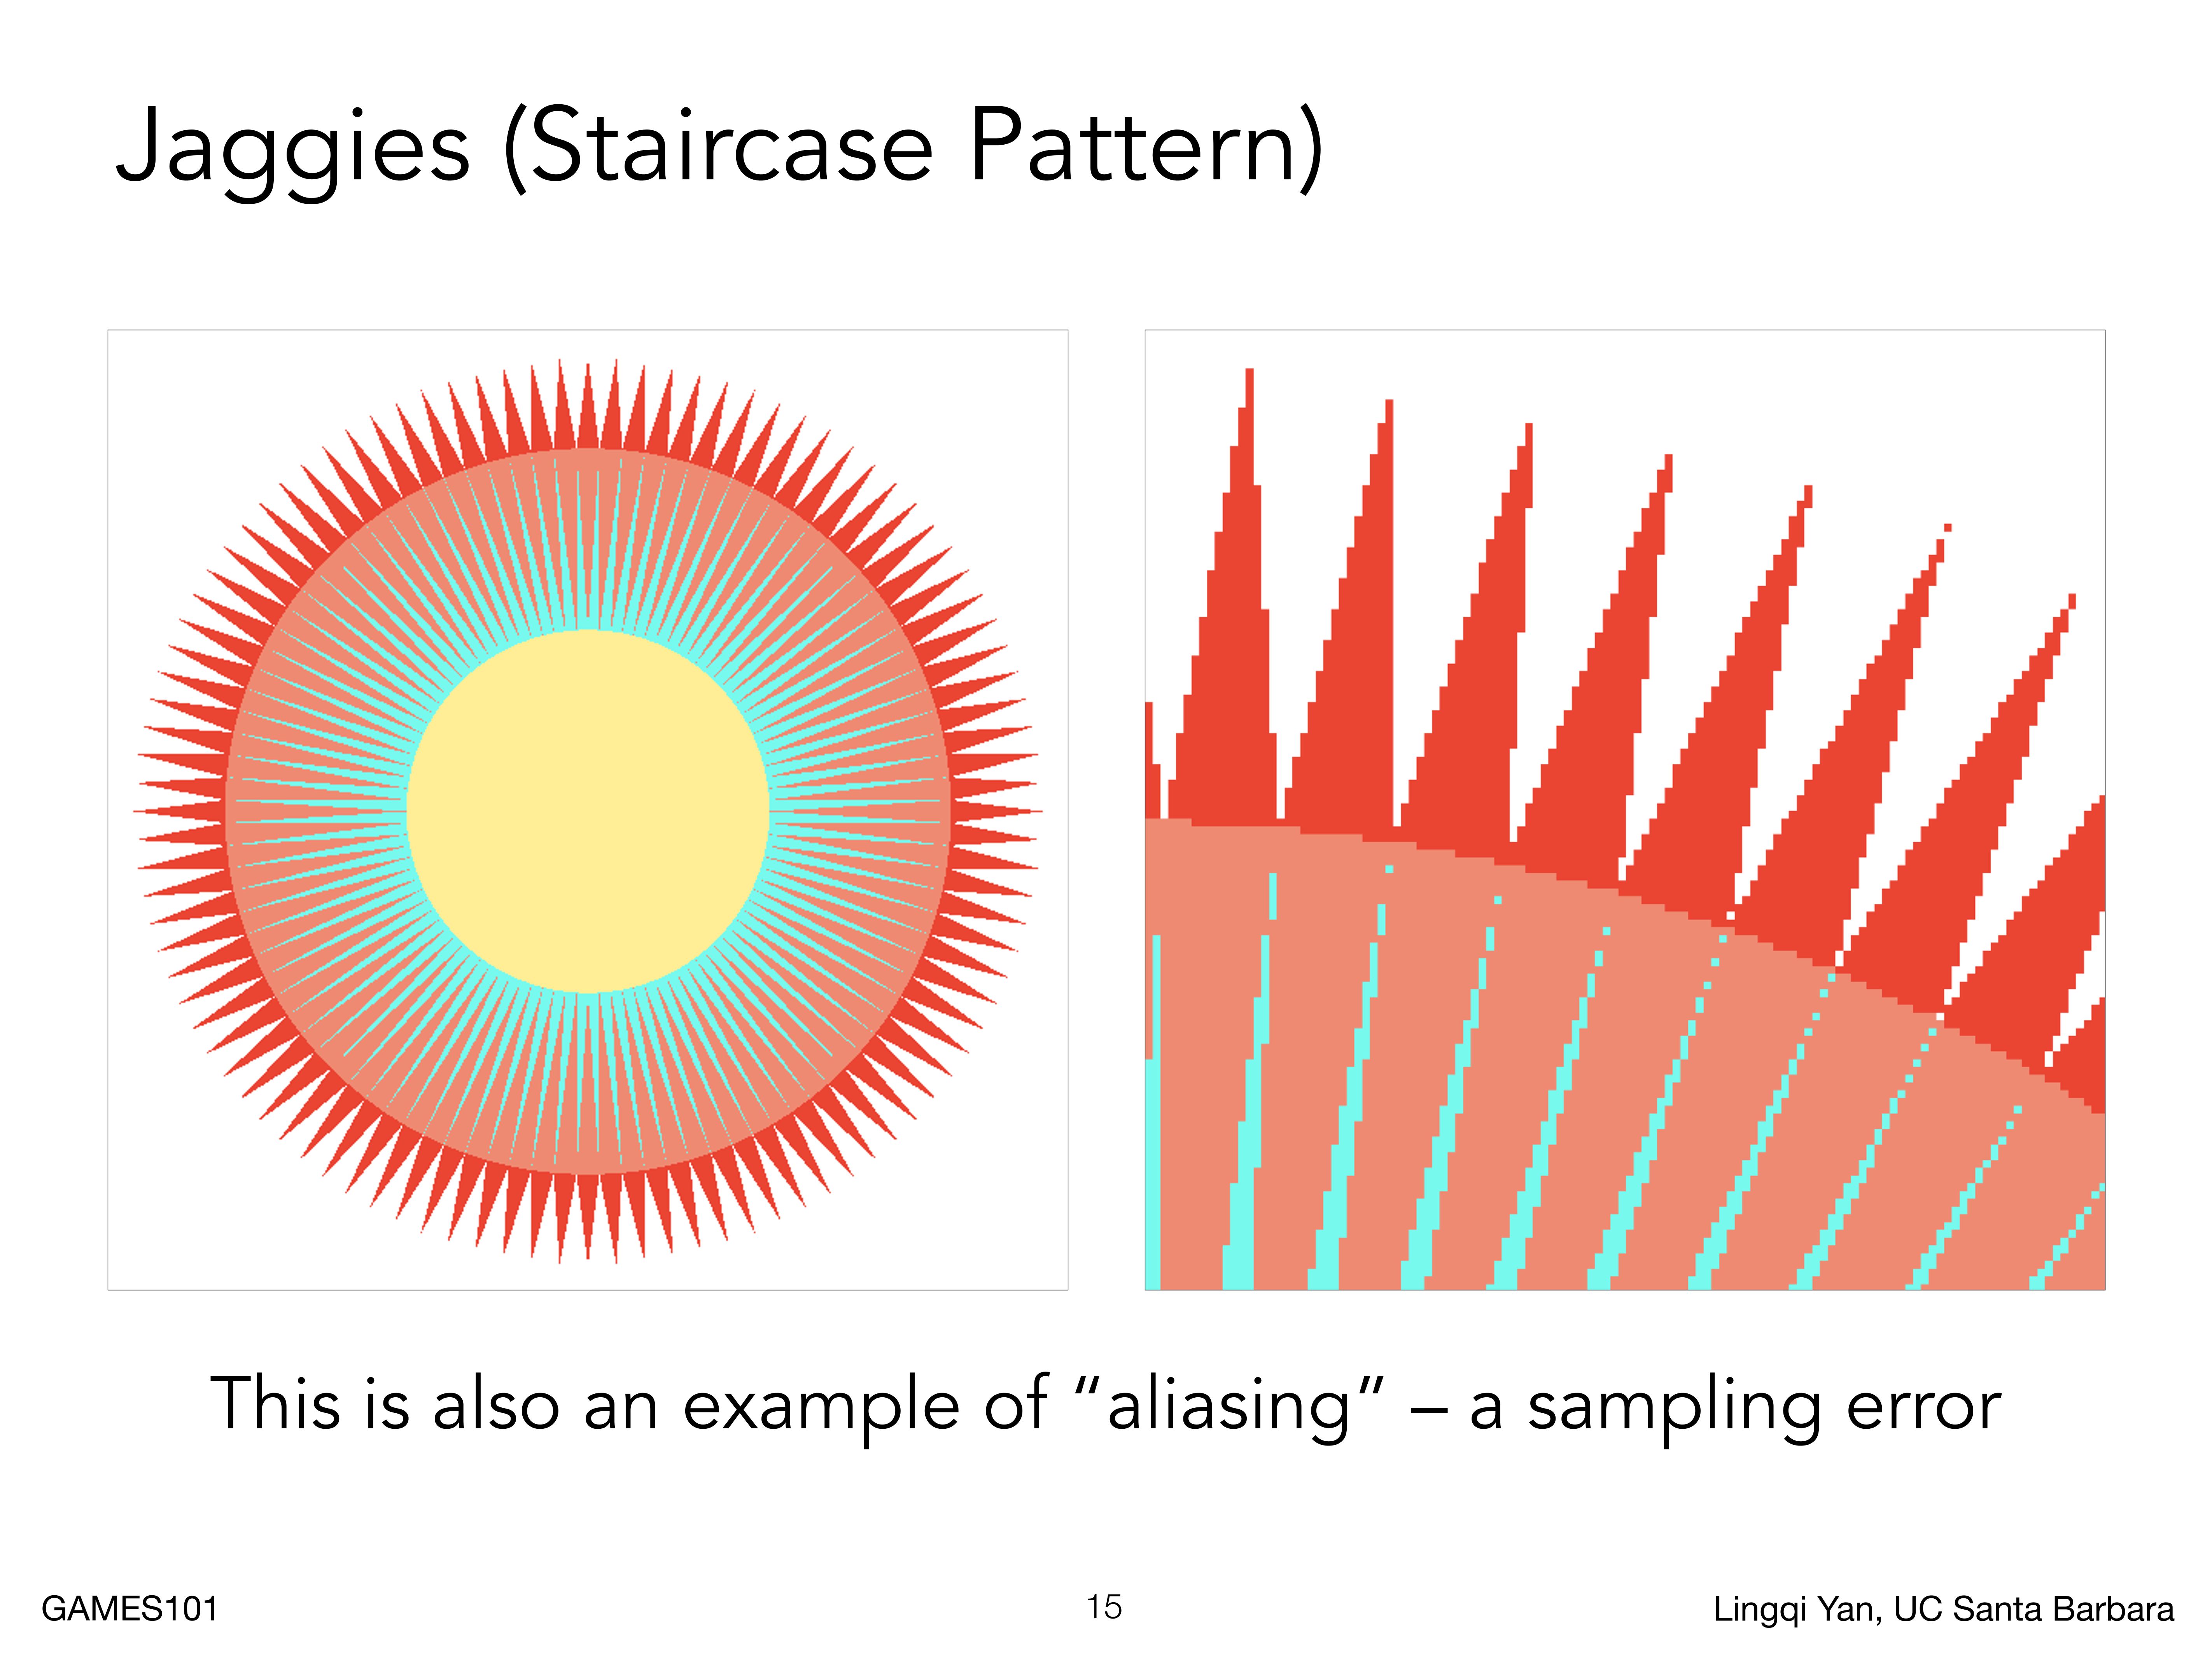 Jaggies (Staircase Pattern)
This is also an example of “aliasing” – a sampling error
GAMES101
15
Lingqi Yan, UC Santa Barbara